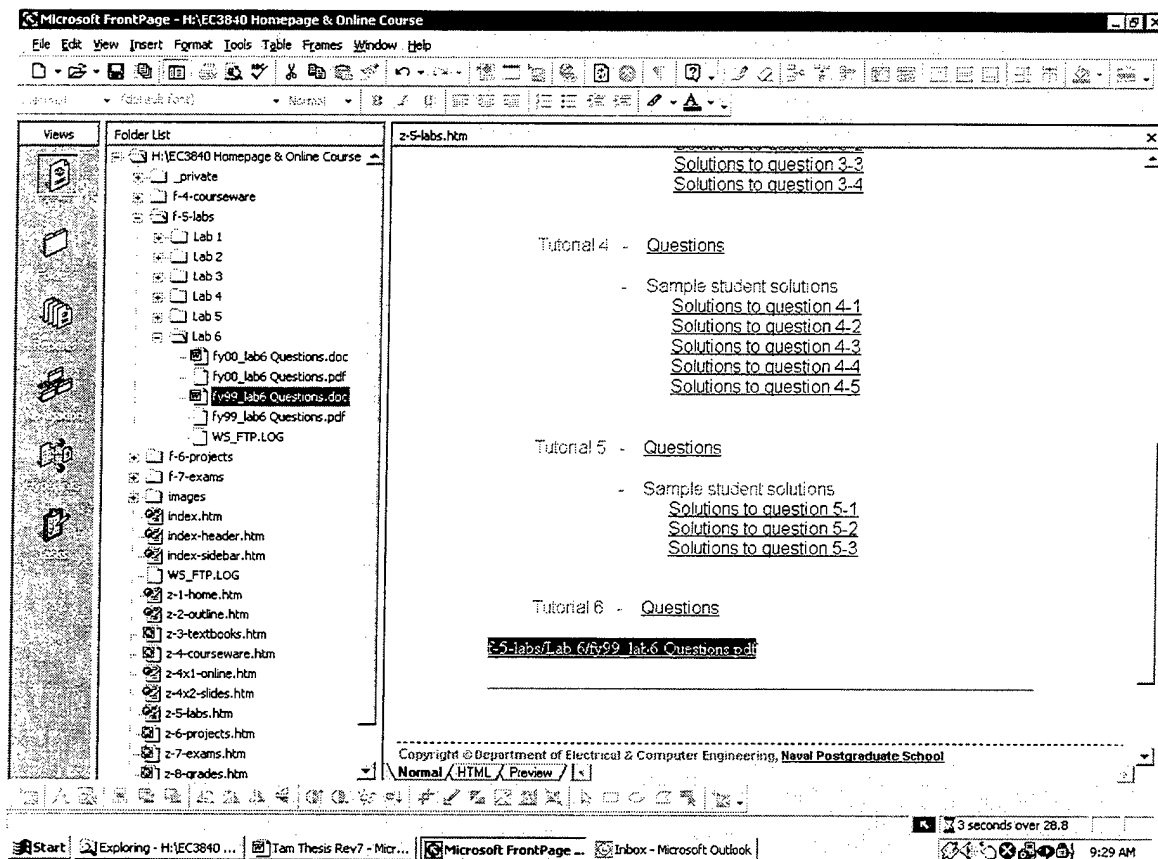 Microsoft FrontPage - H:\EC3840 Homepage & Online Course
File Edit View Insert Format Tools Table Frames Window Help
(default font) Normal B I U A
Views
Folder List
H:\EC3840 Homepage & Online Course
_private
f-4-courseware
f-5-labs
Lab 1
Lab 2
Lab 3
Lab 4
Lab 5
Lab 6
fy00_lab6 Questions.doc
fy00_lab6 Questions.pdf
fy99_lab6 Questions.doc
fy99_lab6 Questions.pdf
WS_FTP.LOG
f-6-projects
f-7-exams
images
index.htm
index-header.htm
index-sidebar.htm
WS_FTP.LOG
z-1-home.htm
z-2-outline.htm
z-3-textbooks.htm
z-4-courseware.htm
z-4x1-online.htm
z-4x2-slides.htm
z-5-labs.htm
z-6-projects.htm
z-7-exams.htm
z-8-grades.htm
z-5-labs.htm
Solutions to question 3-2
Solutions to question 3-3
Solutions to question 3-4
Tutorial 4 - Questions
- Sample student solutions
Solutions to question 4-1
Solutions to question 4-2
Solutions to question 4-3
Solutions to question 4-4
Solutions to question 4-5
Tutorial 5 - Questions
- Sample student solutions
Solutions to question 5-1
Solutions to question 5-2
Solutions to question 5-3
Tutorial 6 - Questions
f-5-labs/Lab 6/fy99_lab6 Questions.pdf
Copyright © Department of Electrical & Computer Engineering, Naval Postgraduate School
Normal HTML Preview
3 seconds over 28.8
Start Exploring - H:\EC3840 ... Tam Thesis Rev7 - Micr... Microsoft FrontPage ... Inbox - Microsoft Outlook 9:29 AM